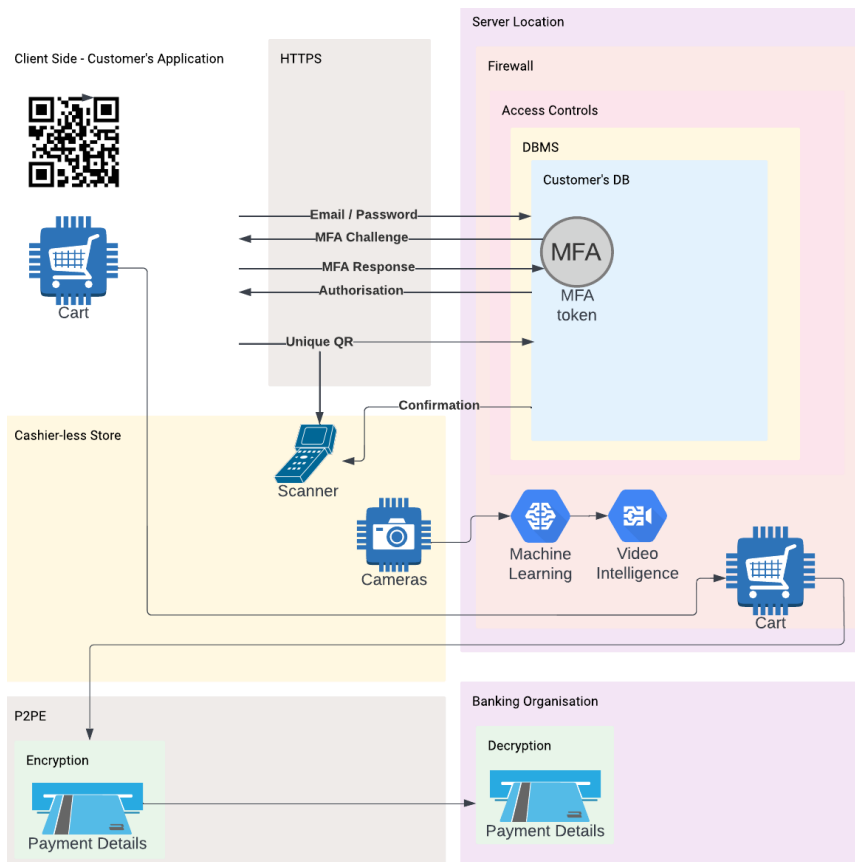 Server Location
Client Side - Customer's Application
HTTPS
Firewall
Access Controls
DBMS
Customer's DB
Email / Password
MFA Challenge
MFA
MFA Response
Authorisation
MFA
token
Cart
Unique QR
Confirmation
Cashier-less Store
Scanner
Cameras
Machine
Learning
Video
Intelligence
Cart
P2PE
Banking Organisation
Encryption
Decryption
Payment Details
Payment Details